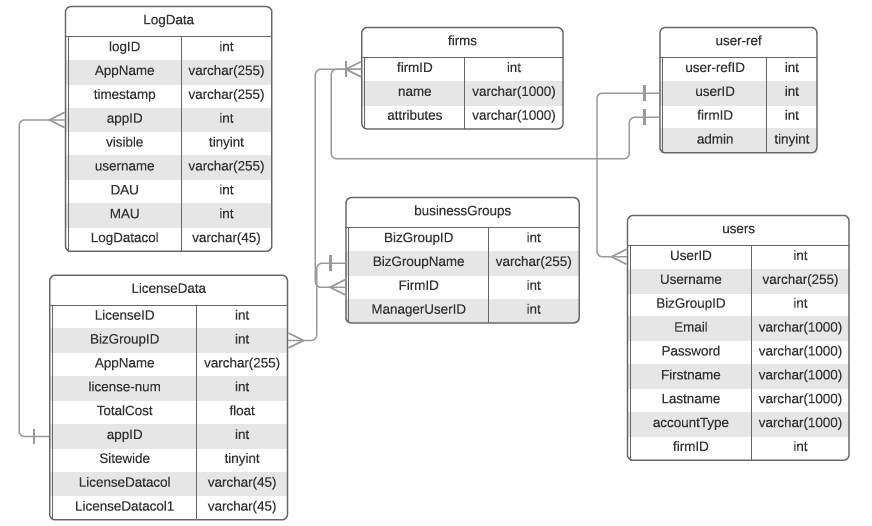 LogData
logID int
AppName varchar(255)
timestamp varchar(255)
appID int
visible tinyint
username varchar(255)
DAU int
MAU int
LogDatacol varchar(45)
firms
firmID int
name varchar(1000)
attributes varchar(1000)
user-ref
user-refID int
userID int
firmID int
admin tinyint
businessGroups
BizGroupID int
BizGroupName varchar(255)
FirmID int
ManagerUserID int
users
UserID int
Username varchar(255)
BizGroupID int
Email varchar(1000)
Password varchar(1000)
Firstname varchar(1000)
Lastname varchar(1000)
accountType varchar(1000)
firmID int
LicenseData
LicenseID int
BizGroupID int
AppName varchar(255)
license-num int
TotalCost float
appID int
Sitewide tinyint
LicenseDatacol varchar(45)
LicenseDatacol1 varchar(45)